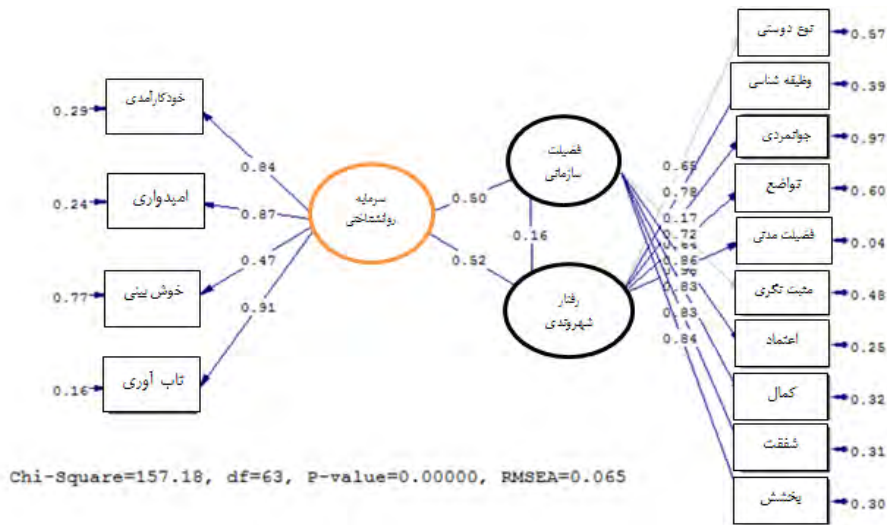 0.29
خودکارآمدی
0.84
0.24
امیدواری
0.87
0.77
خوش بینی
0.47
0.16
تاب آوری
0.91
سرمایه
روانشناختی
0.50
0.52
0.16
فضیلت
سازمانی
رفتار
شهروندی
0.65
0.78
0.17
0.72
0.86
0.83
0.83
0.84
نوع دوستی
0.57
وظیفه شناسی
0.39
جوانمردی
0.97
تواضع
0.60
فضیلت مدنی
0.04
مثبت نگری
0.48
اعتماد
0.25
کمال
0.32
شفقت
0.31
بخشش
0.30
Chi-Square=157.18, df=63, P-value=0.00000, RMSEA=0.065